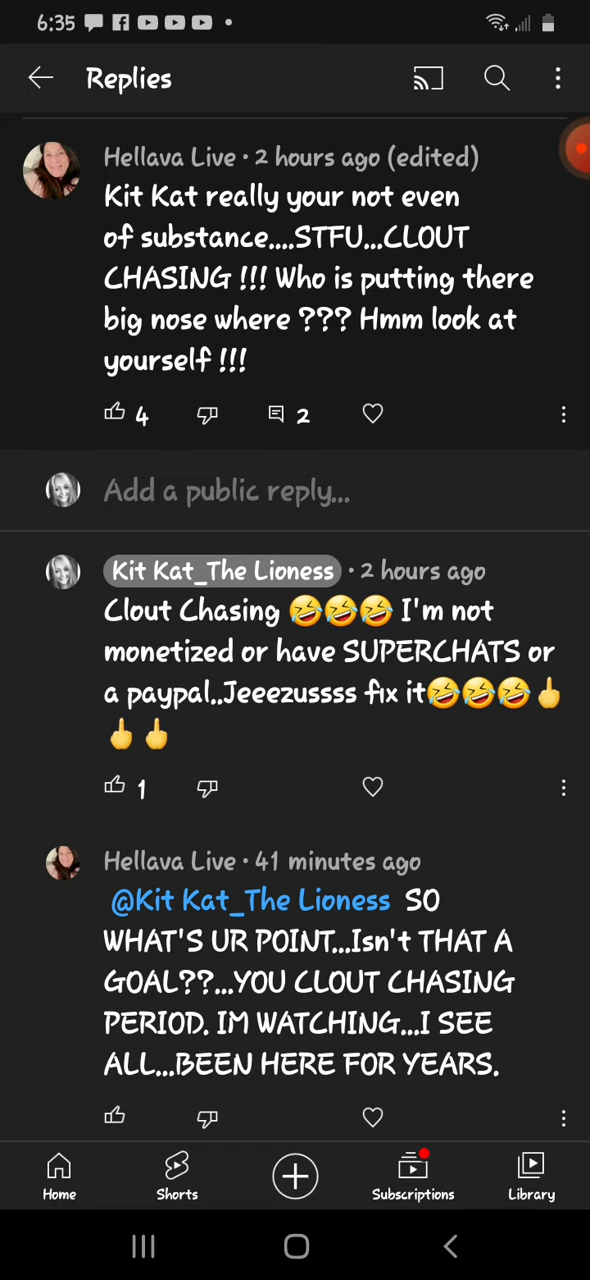 6:35
Replies
Hellava Live • 2 hours ago (edited)
Kit Kat really your not even
of substance....STFU...CLOUT
CHASING !!! Who is putting there
big nose where ??? Hmm look at
yourself !!!
4 2
Add a public reply...
Kit Kat_The Lioness • 2 hours ago
Clout Chasing 🤣🤣🤣 I'm not
monetized or have SUPERCHATS or
a paypal..Jeeezussss fix it🤣🤣🤣🖕
🖕🖕
1
Hellava Live • 41 minutes ago
@Kit Kat_The Lioness SO
WHAT'S UR POINT...Isn't THAT A
GOAL??...YOU CLOUT CHASING
PERIOD. IM WATCHING...I SEE
ALL...BEEN HERE FOR YEARS.
Home Shorts Subscriptions Library